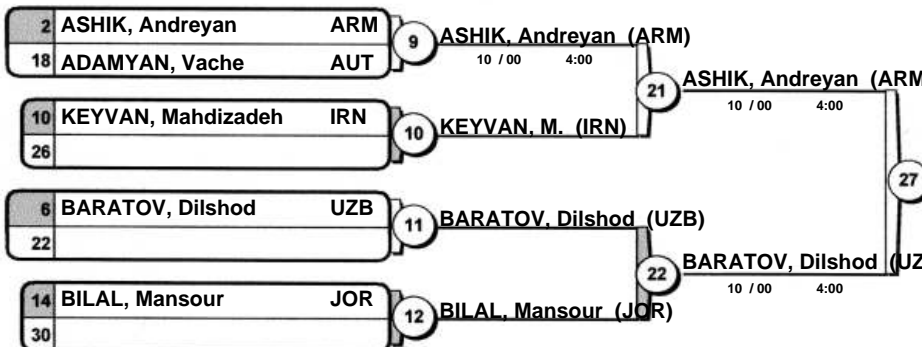 2 ASHIK, Andreyan ARM
18 ADAMYAN, Vache AUT
9
ASHIK, Andreyan (ARM)
10 / 00 4:00
10 KEYVAN, Mahdizadeh IRN
26
10
KEYVAN, M. (IRN)
21
ASHIK, Andreyan (ARM
10 / 00 4:00
6 BARATOV, Dilshod UZB
22
11
BARATOV, Dilshod (UZB)
14 BILAL, Mansour JOR
30
12
BILAL, Mansour (JOR)
22
BARATOV, Dilshod (UZ
10 / 00 4:00
27